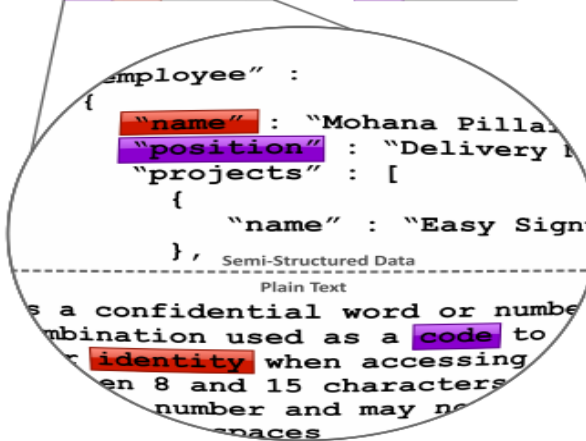 employee” :
{
“name” : “Mohana Pillai
“position” : “Delivery
“projects” : [
{
“name” : “Easy Sign
},
Semi-Structured Data
Plain Text
s a confidential word or numbe
mbination used as a code to
r identity when accessing
en 8 and 15 characters
number and may no
spaces